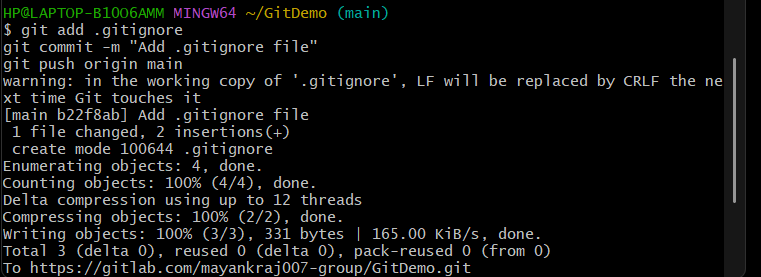 HP@LAPTOP-B1OO6AMM MINGW64 ~/GitDemo (main)
$ git add .gitignore
git commit -m "Add .gitignore file"
git push origin main
warning: in the working copy of '.gitignore', LF will be replaced by CRLF the ne
xt time Git touches it
[main b22f8ab] Add .gitignore file
 1 file changed, 2 insertions(+)
 create mode 100644 .gitignore
Enumerating objects: 4, done.
Counting objects: 100% (4/4), done.
Delta compression using up to 12 threads
Compressing objects: 100% (2/2), done.
Writing objects: 100% (3/3), 331 bytes | 165.00 KiB/s, done.
Total 3 (delta 0), reused 0 (delta 0), pack-reused 0 (from 0)
To https://gitlab.com/mayankraj007-group/GitDemo.git